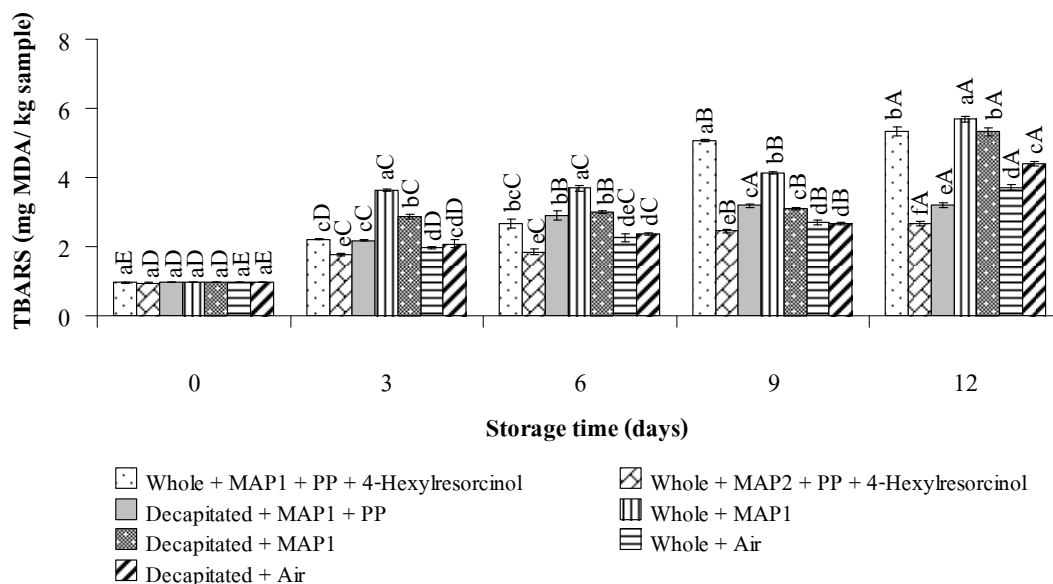 TBARS (mg MDA/ kg sample)
8
6
4
2
0
aE aD aD aD aD aE aE
cD eC cC aC bC dD cdD
bcC eC bB aC bB deC dC
aB eB cA bB cB dB dB
bA fA eA aA bA dA cA
0 3 6 9 12
Storage time (days)
Whole + MAP1 + PP + 4-Hexylresorcinol
Whole + MAP2 + PP + 4-Hexylresorcinol
Decapitated + MAP1 + PP
Whole + MAP1
Decapitated + MAP1
Whole + Air
Decapitated + Air